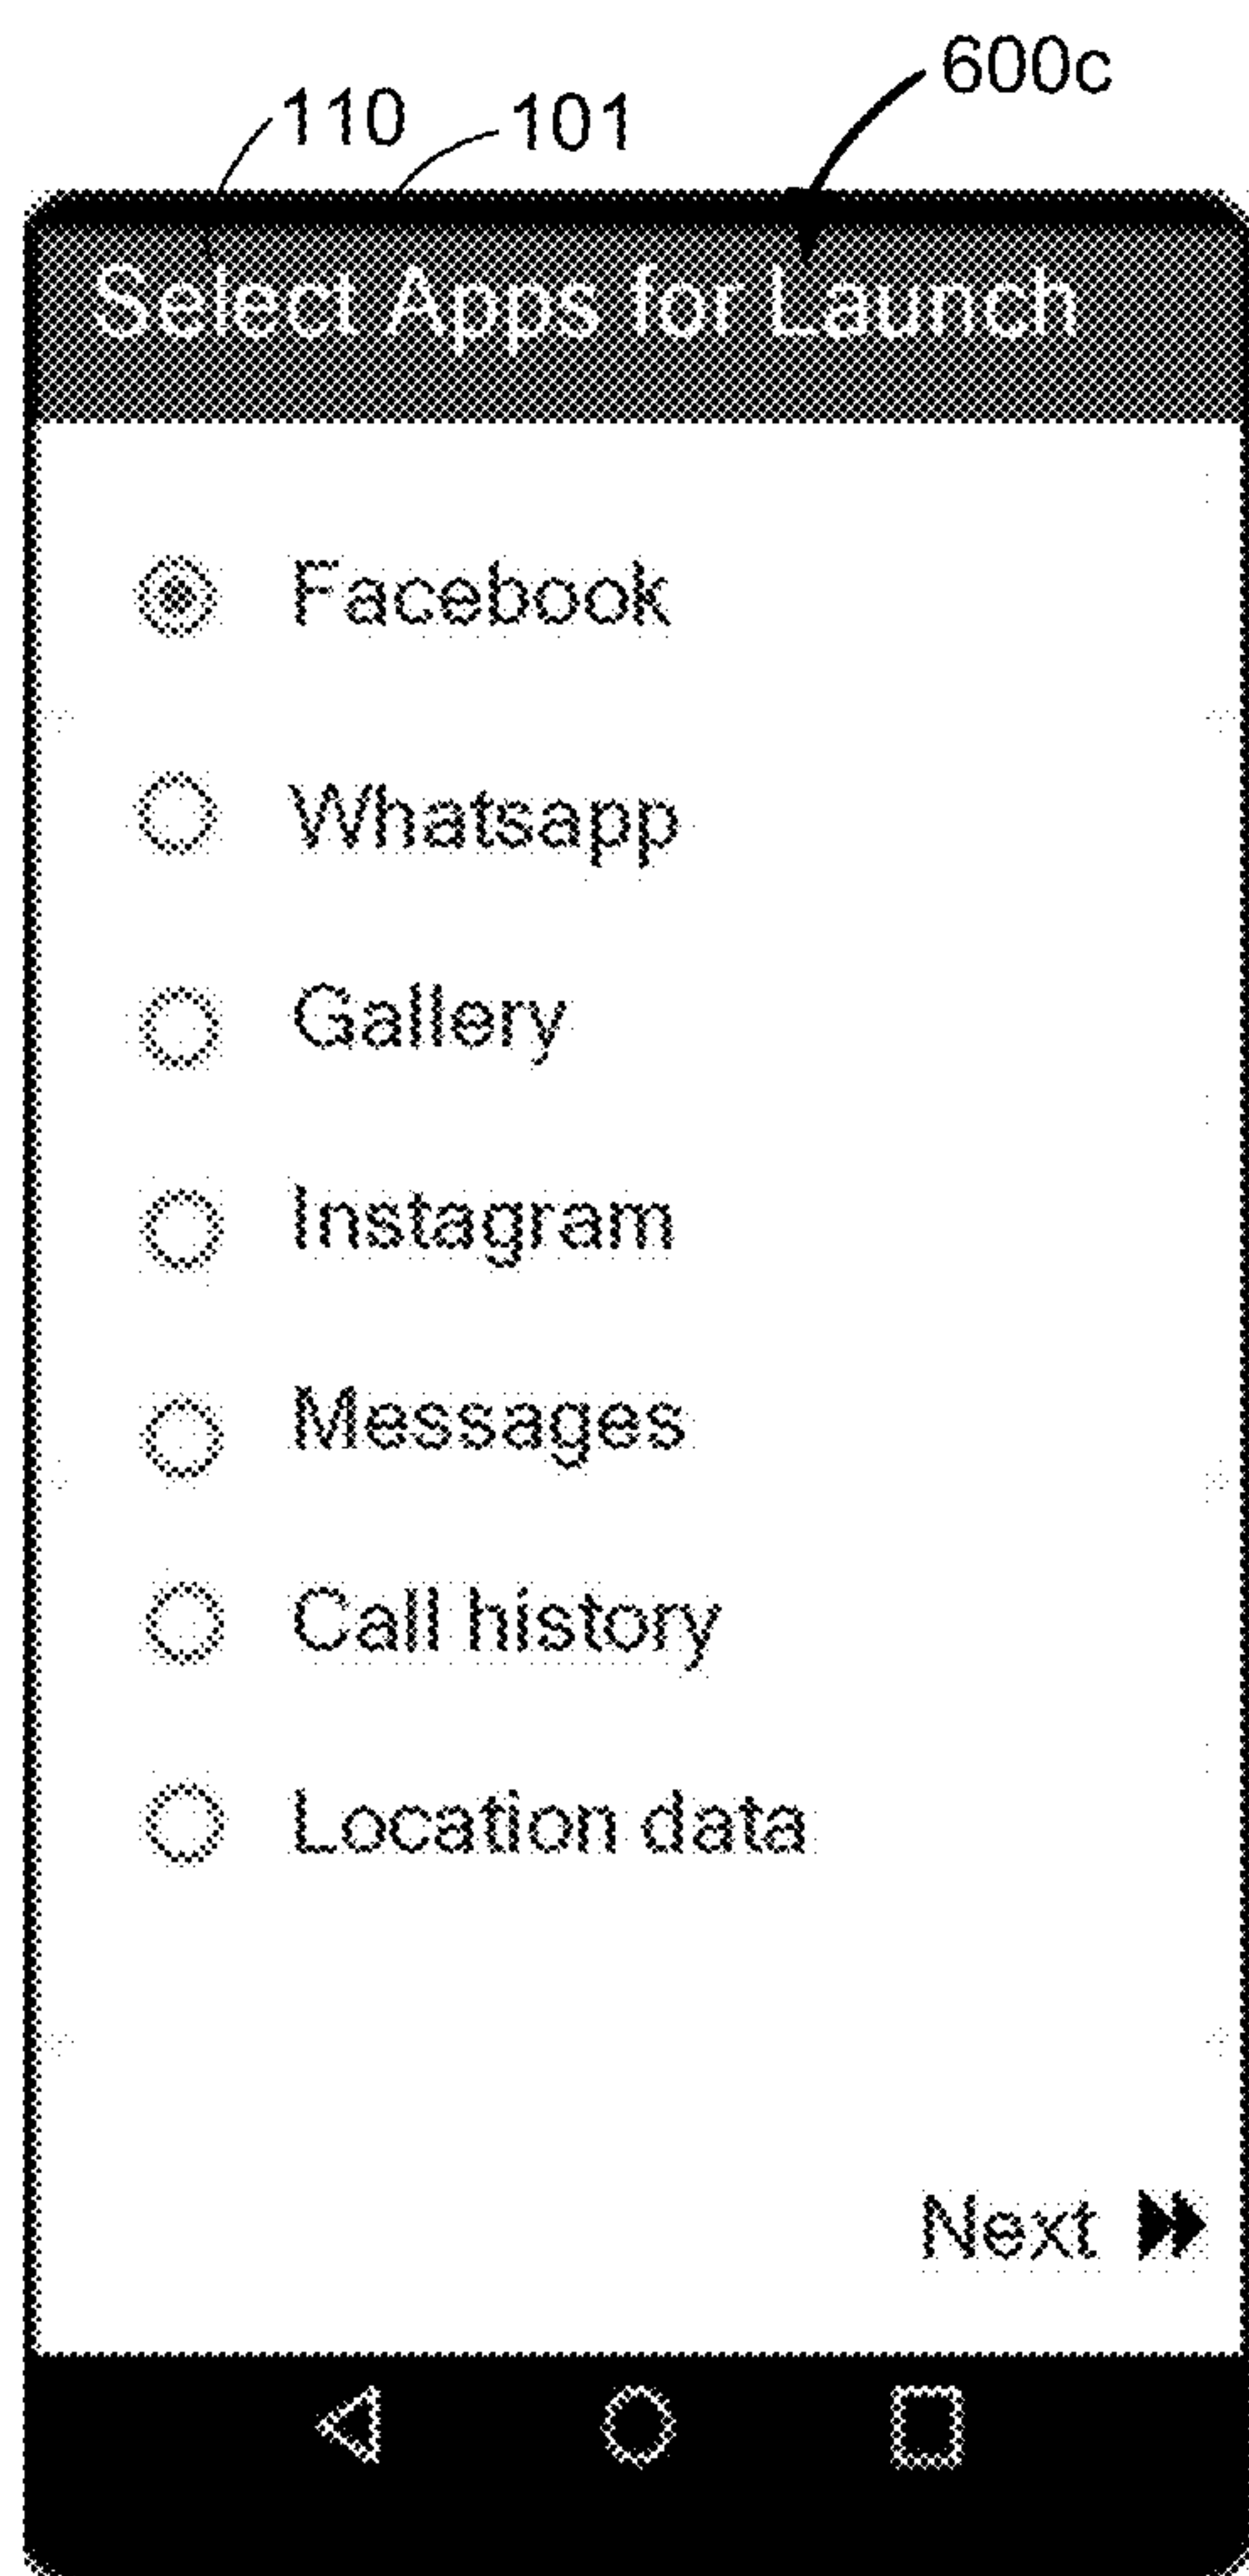 600c
110 101
Select Apps for Launch
Facebook
Whatsapp
Gallery
Instagram
Messages
Call history
Location data
Next